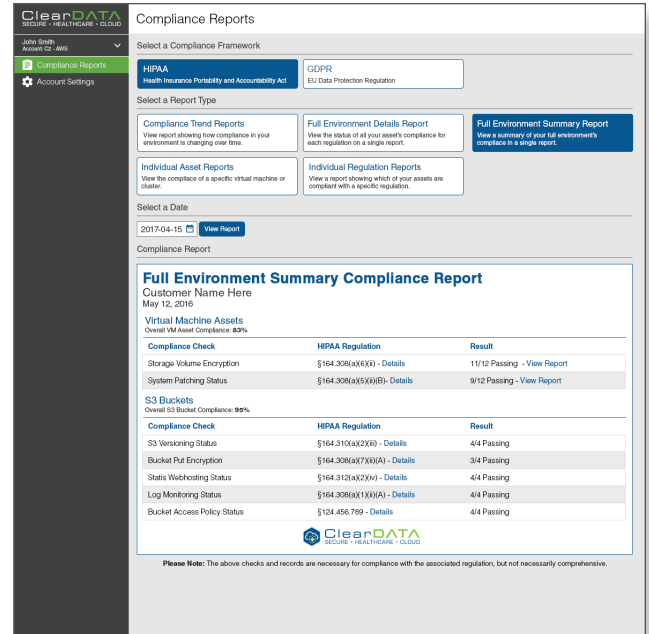 ClearDATA
SECURE • HEALTHCARE • CLOUD
John Smith
Account: C2 - AWS
Compliance Reports
Account Settings
Compliance Reports
Select a Compliance Framework
HIPAA
Health Insurance Portability and Accountability Act
GDPR
EU Data Protection Regulation
Select a Report Type
Compliance Trend Reports
View report showing how compliance in your
environment is changing over time.
Full Environment Details Report
View the status of all your asset's compliance for
each regulation on a single report.
Full Environment Summary Report
View a summary of your full environment's
compliace in a single report.
Individual Asset Reports
View the compliace of a specific virtual machine or
cluster.
Individual Regulation Reports
View a report showing which of your assets are
compliant with a specific regulation.
Select a Date
2017-04-15 View Report
Compliance Report
Full Environment Summary Compliance Report
Customer Name Here
May 12, 2016
Virtual Machine Assets
Overall VM Asset Compliance: 83%
Compliance Check HIPAA Regulation Result
Storage Volume Encryption §164.308(a)(6)(ii) - Details 11/12 Passing - View Report
System Patching Status §164.308(a)(5)(ii)(B)- Details 9/12 Passing - View Report
S3 Buckets
Overall S3 Bucket Compliance: 95%
Compliance Check HIPAA Regulation Result
S3 Versioning Status §164.310(a)(2)(iii) - Details 4/4 Passing
Bucket Put Encryption §164.308(a)(7)(ii)(A) - Details 3/4 Passing
Statis Webhosting Status §164.312(a)(2)(iv) - Details 4/4 Passing
Log Monitoring Status §164.308(a)(1)(ii)(A) - Details 4/4 Passing
Bucket Access Policy Status §124.456.789 - Details 4/4 Passing
ClearDATA
SECURE • HEALTHCARE • CLOUD
Please Note: The above checks and records are necessary for compliance with the associated regulation, but not necessarily comprehensive.